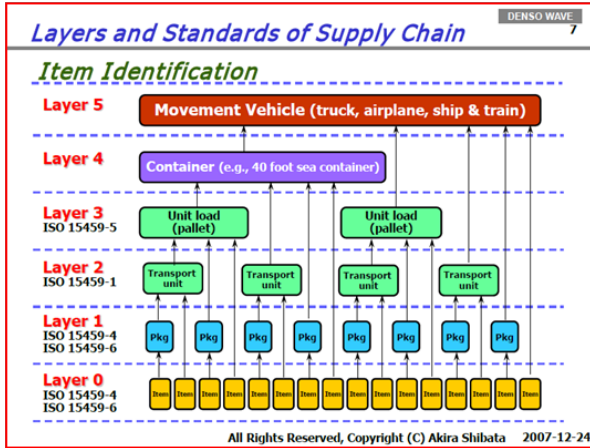 DENSO WAVE
Layers and Standards of Supply Chain
7
Item Identification
Layer 5
Movement Vehicle (truck, airplane, ship & train)
Layer 4
Container (e.g., 40 foot sea container)
Layer 3
ISO 15459-5
Unit load
(pallet)
Unit load
(pallet)
Layer 2
ISO 15459-1
Transport
unit
Transport
unit
Transport
unit
Transport
unit
Layer 1
ISO 15459-4
ISO 15459-6
Pkg Pkg Pkg Pkg Pkg Pkg Pkg Pkg
Layer 0
ISO 15459-4
ISO 15459-6
Item Item Item Item Item Item Item Item Item Item Item Item Item Item Item Item
All Rights Reserved, Copyright (C) Akira Shibata 2007-12-24